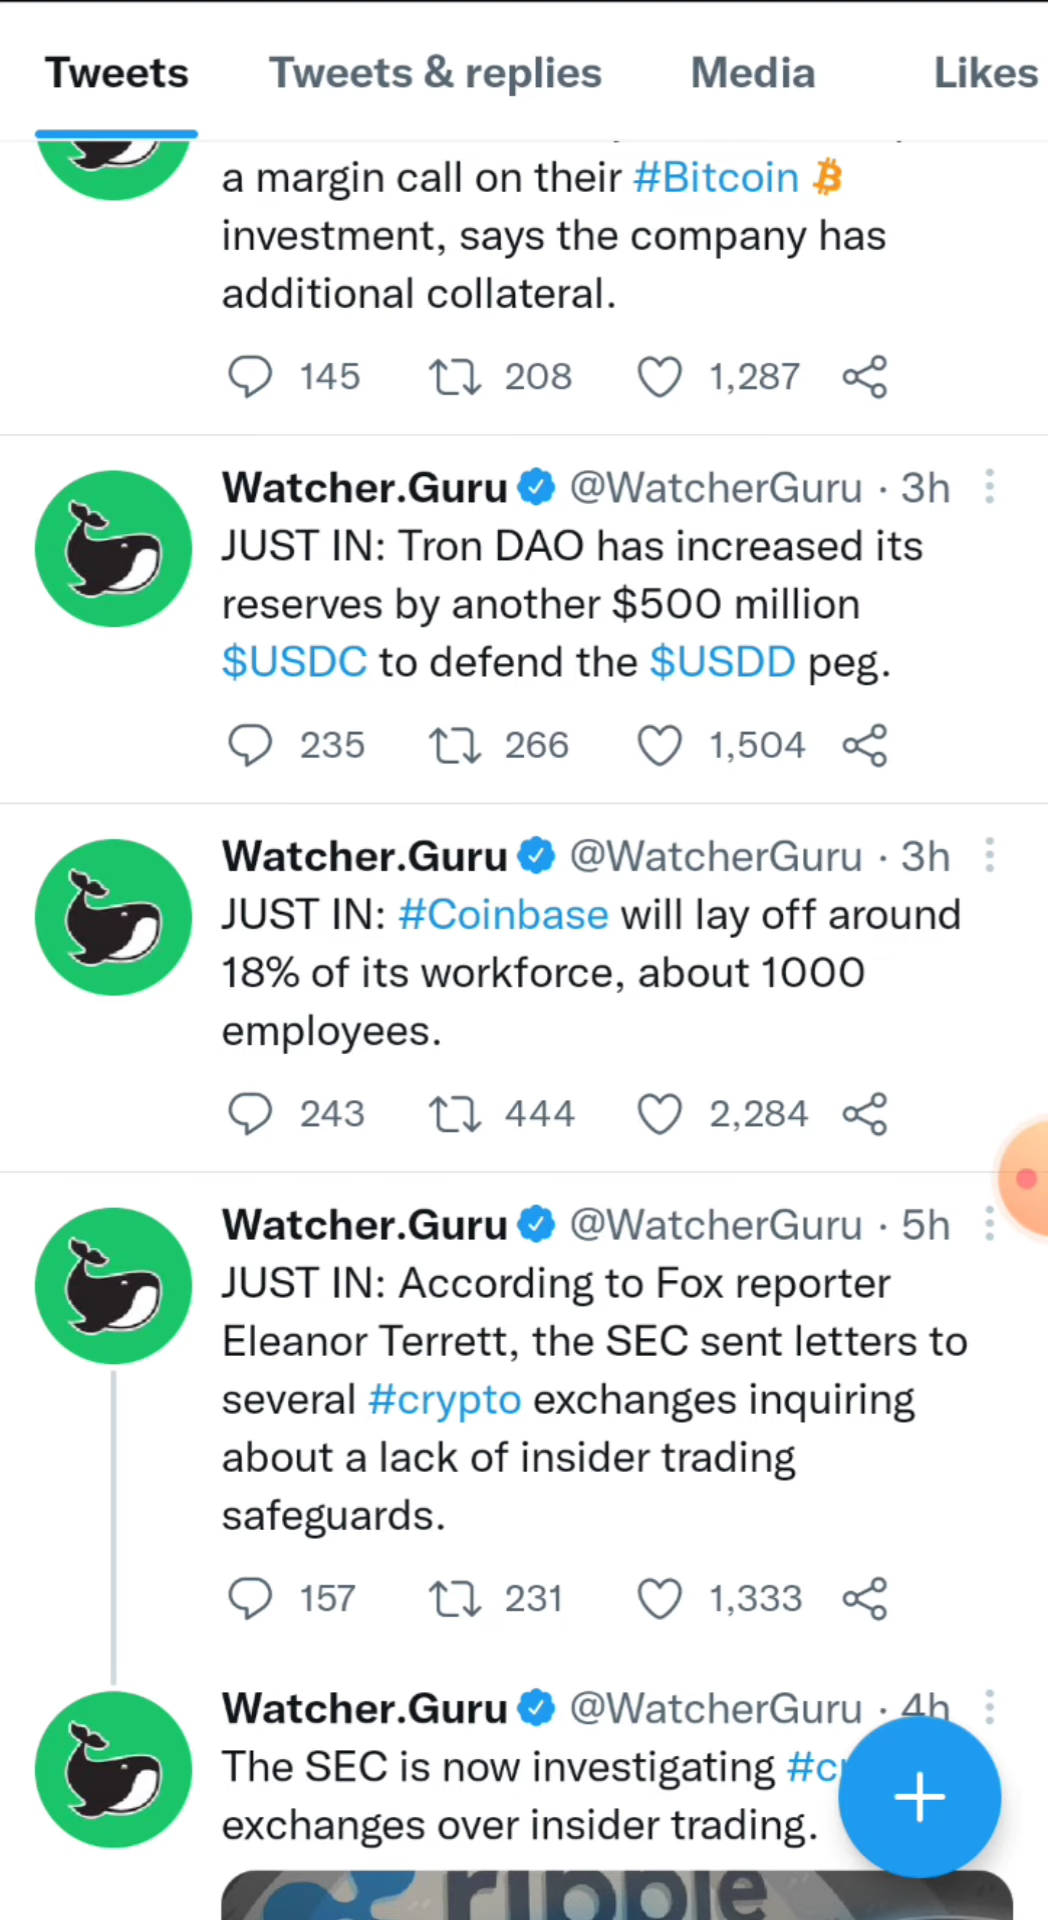 Tweets Tweets & replies Media Likes
a margin call on their #Bitcoin
investment, says the company has
additional collateral.
145 208 1,287
Watcher.Guru @WatcherGuru · 3h
JUST IN: Tron DAO has increased its
reserves by another $500 million
$USDC to defend the $USDD peg.
235 266 1,504
Watcher.Guru @WatcherGuru · 3h
JUST IN: #Coinbase will lay off around
18% of its workforce, about 1000
employees.
243 444 2,284
Watcher.Guru @WatcherGuru · 5h
JUST IN: According to Fox reporter
Eleanor Terrett, the SEC sent letters to
several #crypto exchanges inquiring
about a lack of insider trading
safeguards.
157 231 1,333
Watcher.Guru @WatcherGuru · 4h
The SEC is now investigating
exchanges over insider trading.
ripple